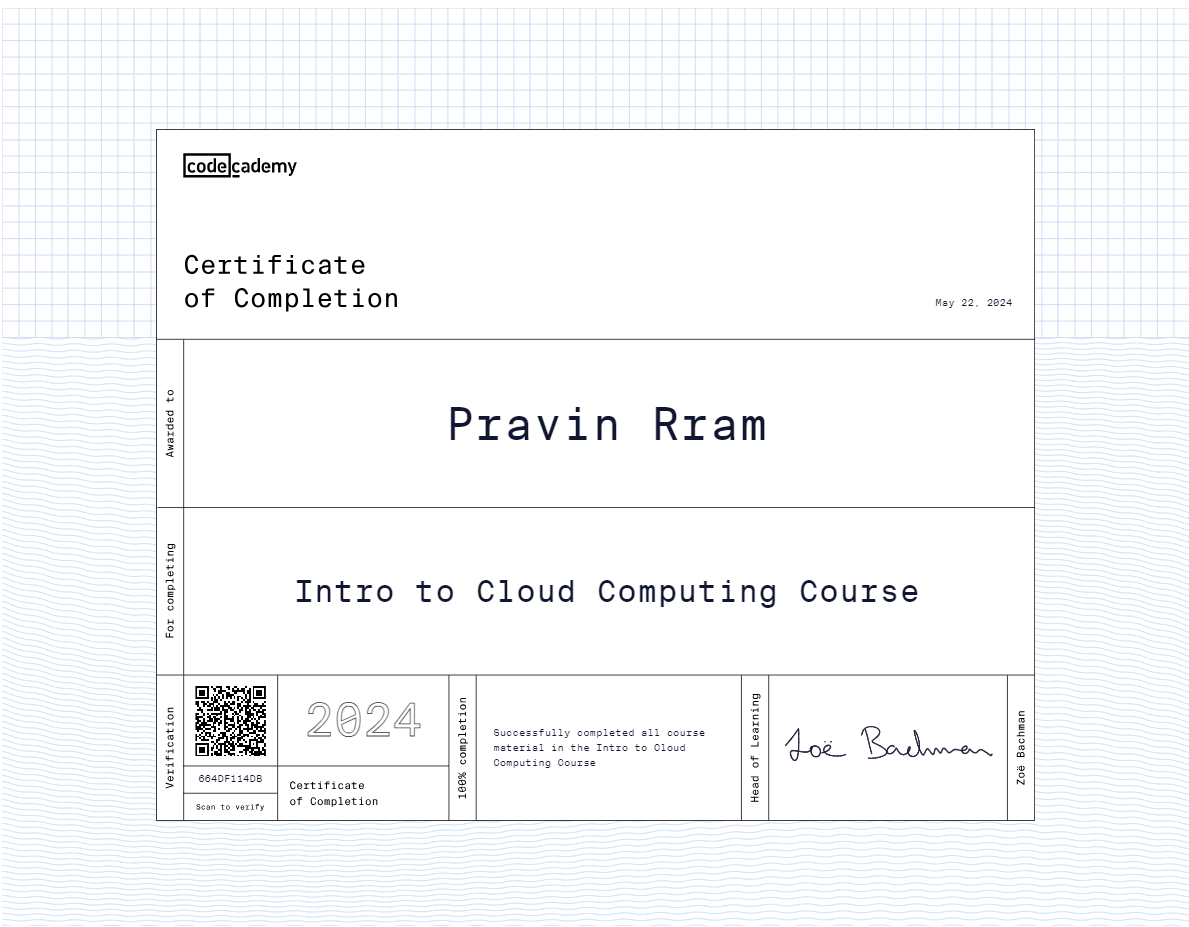 codecademy
Certificate
of Completion
May 22, 2024
Awarded to
Pravin Rram
For completing
Intro to Cloud Computing Course
Verification
664DF114DB
Scan to verify
2024
Certificate
of Completion
100% completion
Successfully completed all course
material in the Intro to Cloud
Computing Course
Head of Learning
Zoë Bachman
Zoë Bachman